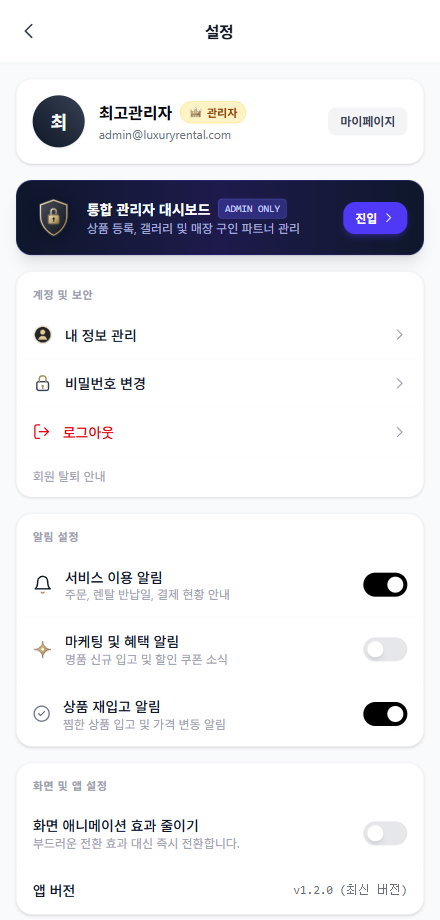 설정
최
최고관리자 관리자
admin@luxuryrental.com
마이페이지
통합 관리자 대시보드 ADMIN ONLY
상품 등록, 갤러리 및 매장 구인 파트너 관리
진입
계정 및 보안
내 정보 관리
비밀번호 변경
로그아웃
회원 탈퇴 안내
알림 설정
서비스 이용 알림
주문, 렌탈 반납일, 결제 현황 안내
마케팅 및 혜택 알림
명품 신규 입고 및 할인 쿠폰 소식
상품 재입고 알림
찜한 상품 입고 및 가격 변동 알림
화면 및 앱 설정
화면 애니메이션 효과 줄이기
부드러운 전환 효과 대신 즉시 전환합니다.
앱 버전 v1.2.0 (최신 버전)